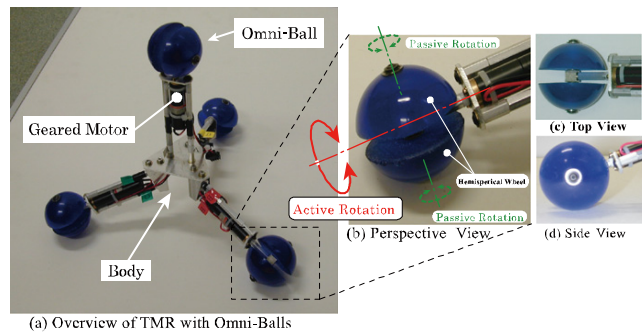 Omni-Ball
Geared Motor
Body
(a) Overview of TMR with Omni-Balls
Passive Rotation
Hemisperical Wheel
Active Rotation
Passive Rotation
(b) Perspective View
(c) Top View
(d) Side View